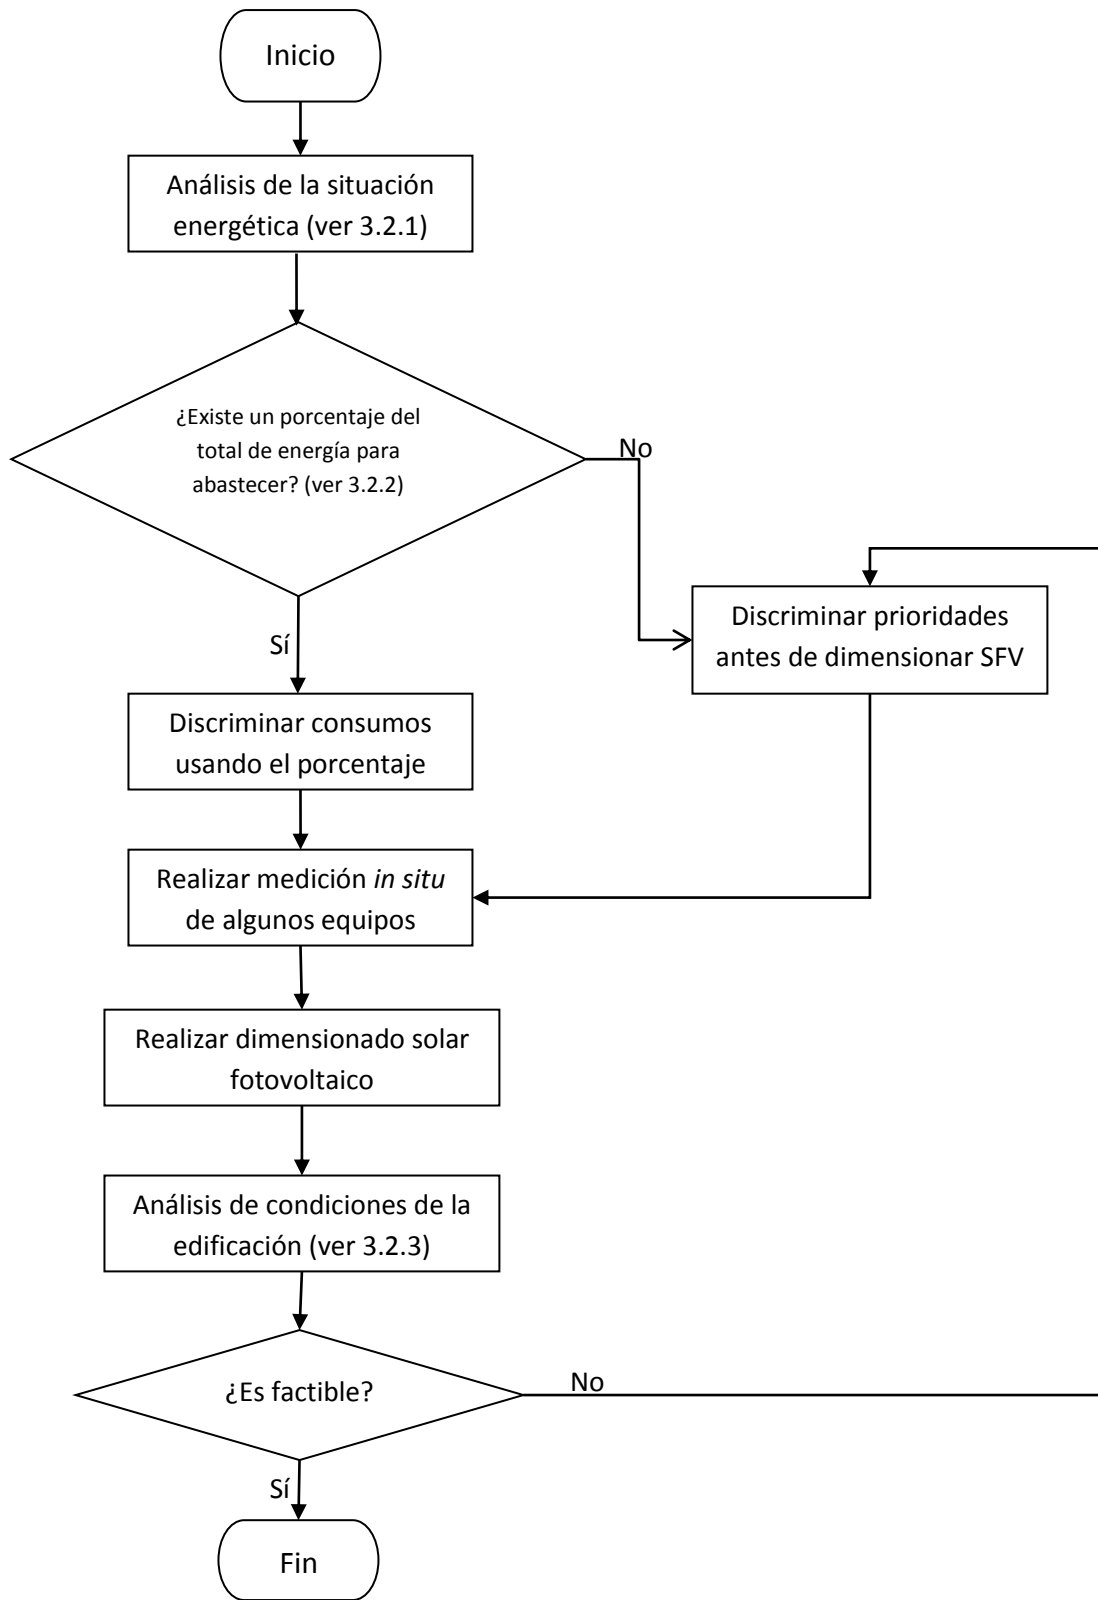 Inicio
Análisis de la situación
energética (ver 3.2.1)
¿Existe un porcentaje del
total de energía para
abastecer? (ver 3.2.2)
No
Discriminar prioridades
antes de dimensionar SFV
Sí
Discriminar consumos
usando el porcentaje
Realizar medición in situ
de algunos equipos
Realizar dimensionado solar
fotovoltaico
Análisis de condiciones de la
edificación (ver 3.2.3)
¿Es factible?
No
Sí
Fin